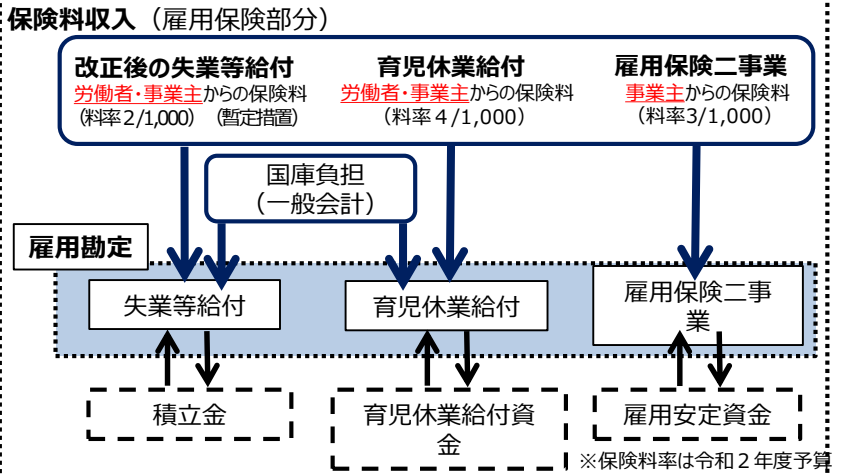 保険料収入（雇用保険部分）
改正後の失業等給付
労働者・事業主からの保険料
（料率２/1,000）（暫定措置）
育児休業給付
労働者・事業主からの保険料
（料率４/1,000）
雇用保険二事業
事業主からの保険料
（料率3/1,000）
国庫負担
（一般会計）
雇用勘定
失業等給付
育児休業給付
雇用保険二事
業
積立金
育児休業給付資
金
雇用安定資金
※保険料率は令和２年度予算